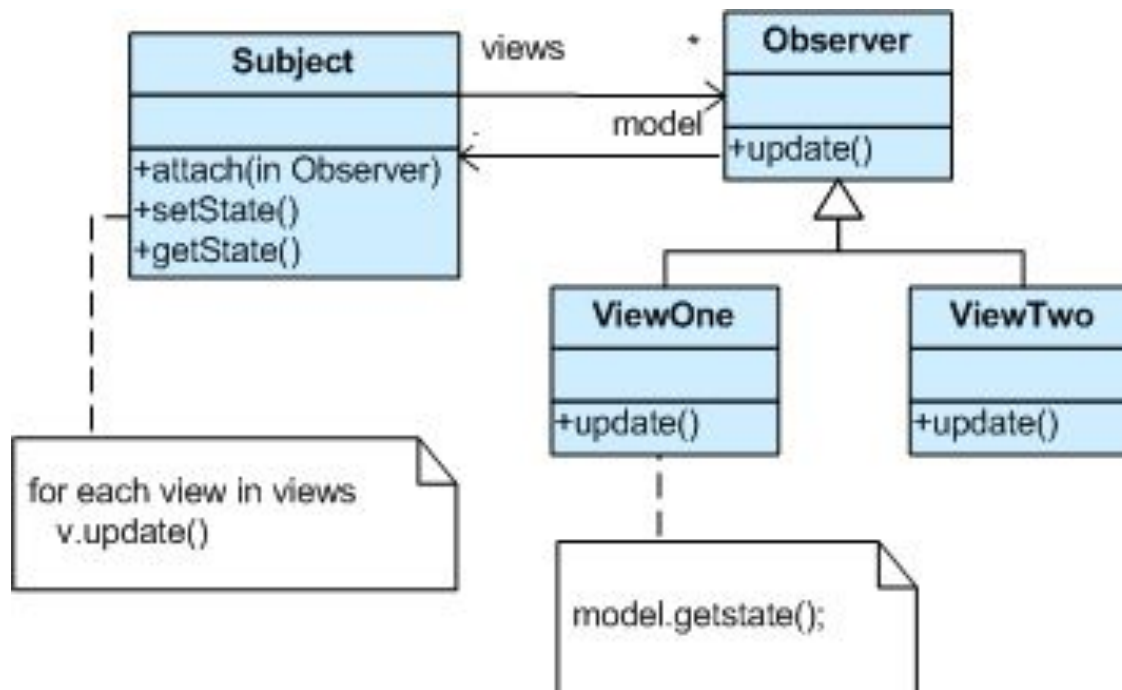 Subject
+attach(in Observer)
+setState()
+getState()
views
*
model
Observer
+update()
ViewOne
+update()
ViewTwo
+update()
for each view in views
v.update()
model.getstate();